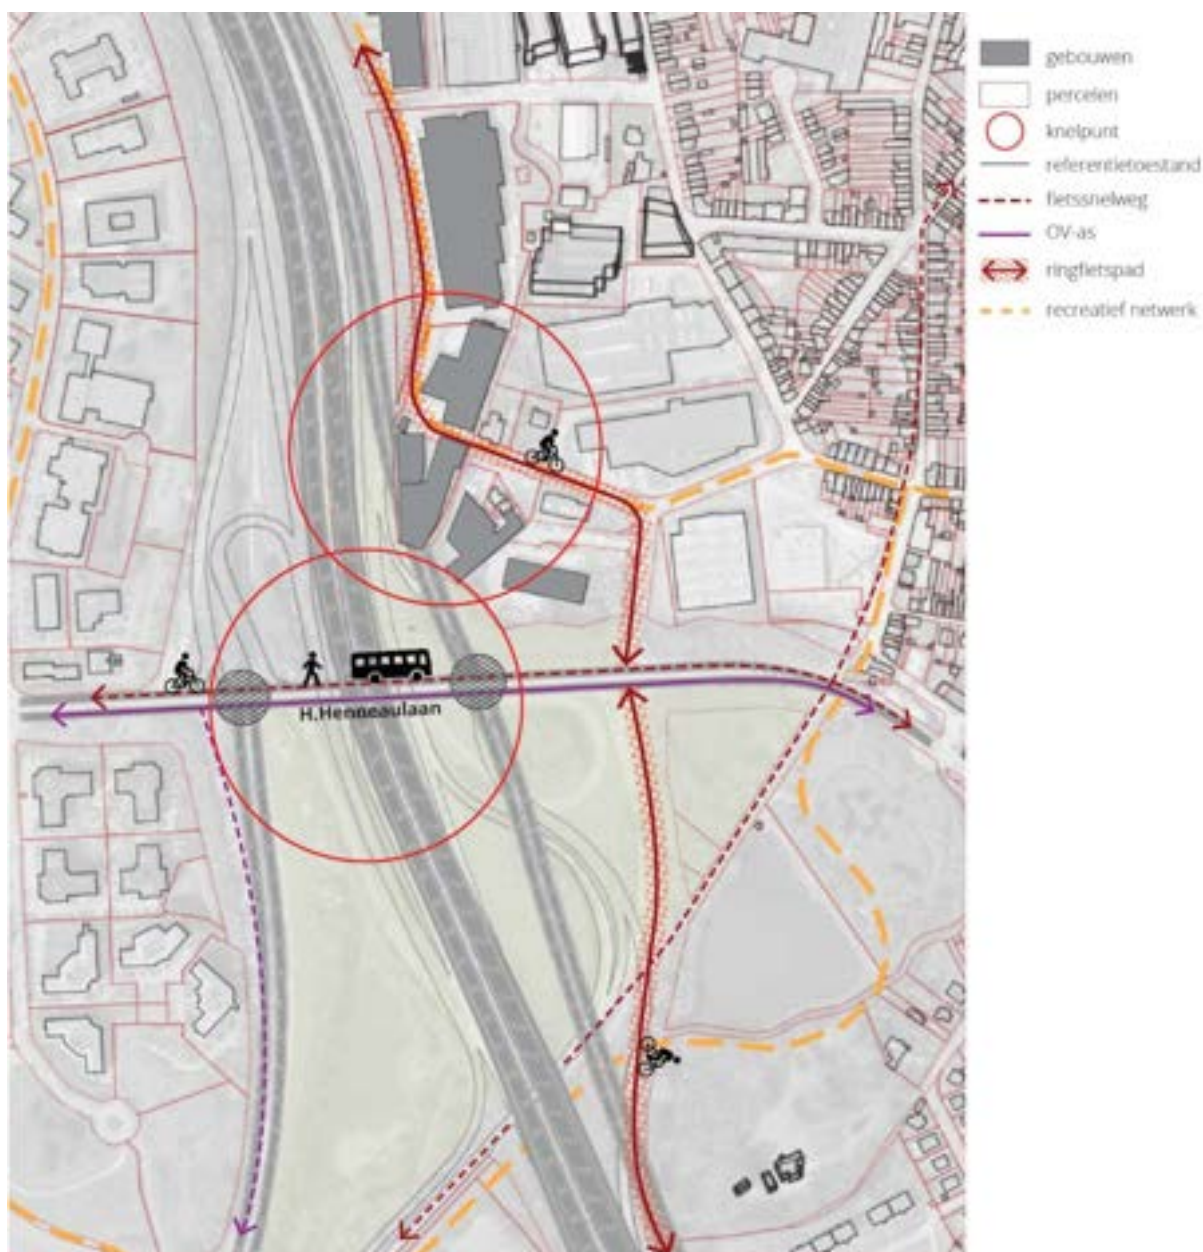 gebouwen
percelen
knelpunt
referentietoestand
fietssnelweg
OV-as
ringfietspad
recreatief netwerk
H.Henneaulaan